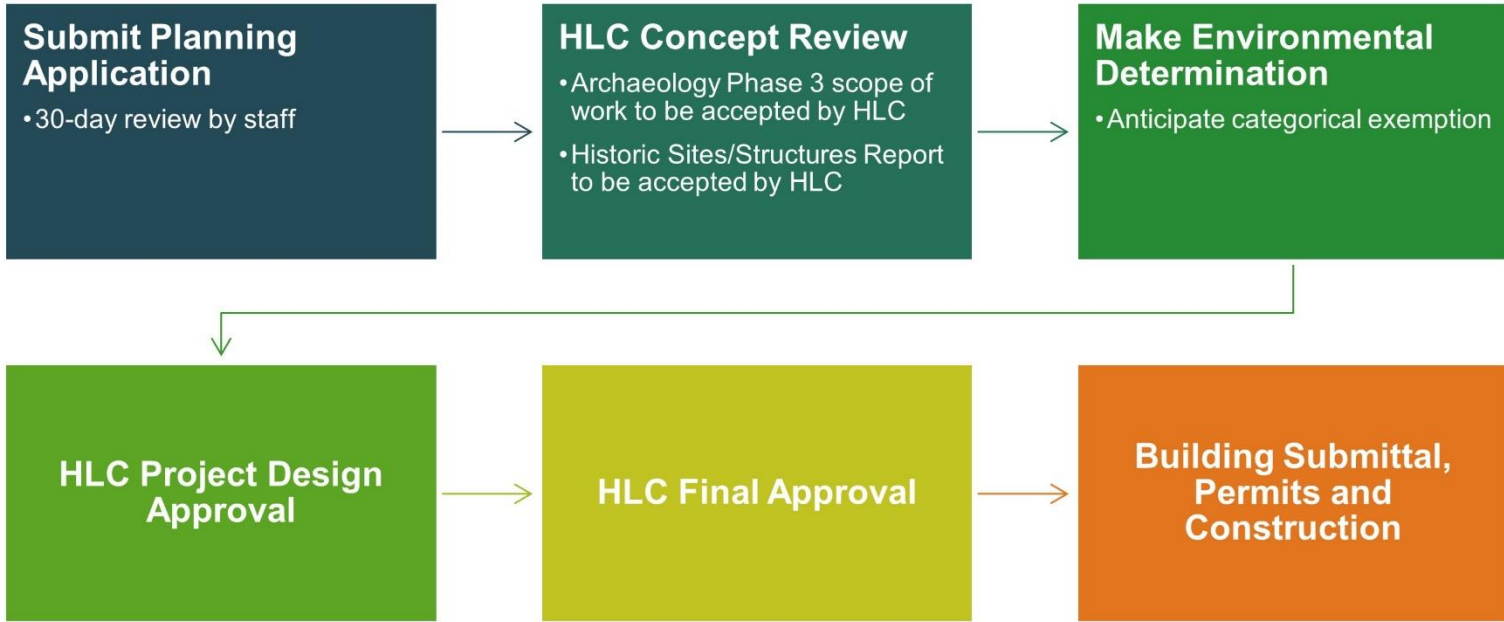 Submit Planning
Application
•30-day review by staff
HLC Concept Review
•Archaeology Phase 3 scope of
work to be accepted by HLC
•Historic Sites/Structures Report
to be accepted by HLC
Make Environmental
Determination
•Anticipate categorical exemption
HLC Project Design
Approval
HLC Final Approval
Building Submittal,
Permits and
Construction